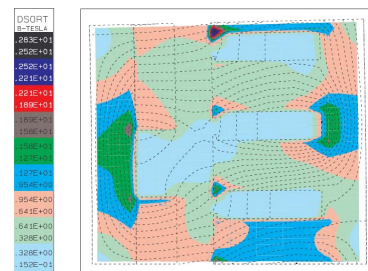 DSORT
B-TESLA
.283E+01
.252E+01
.252E+01
.221E+01
.221E+01
.189E+01
.189E+01
.158E+01
.158E+01
.127E+01
.127E+01
.954E+00
.954E+00
.641E+00
.641E+00
.328E+00
.328E+00
.152E-01